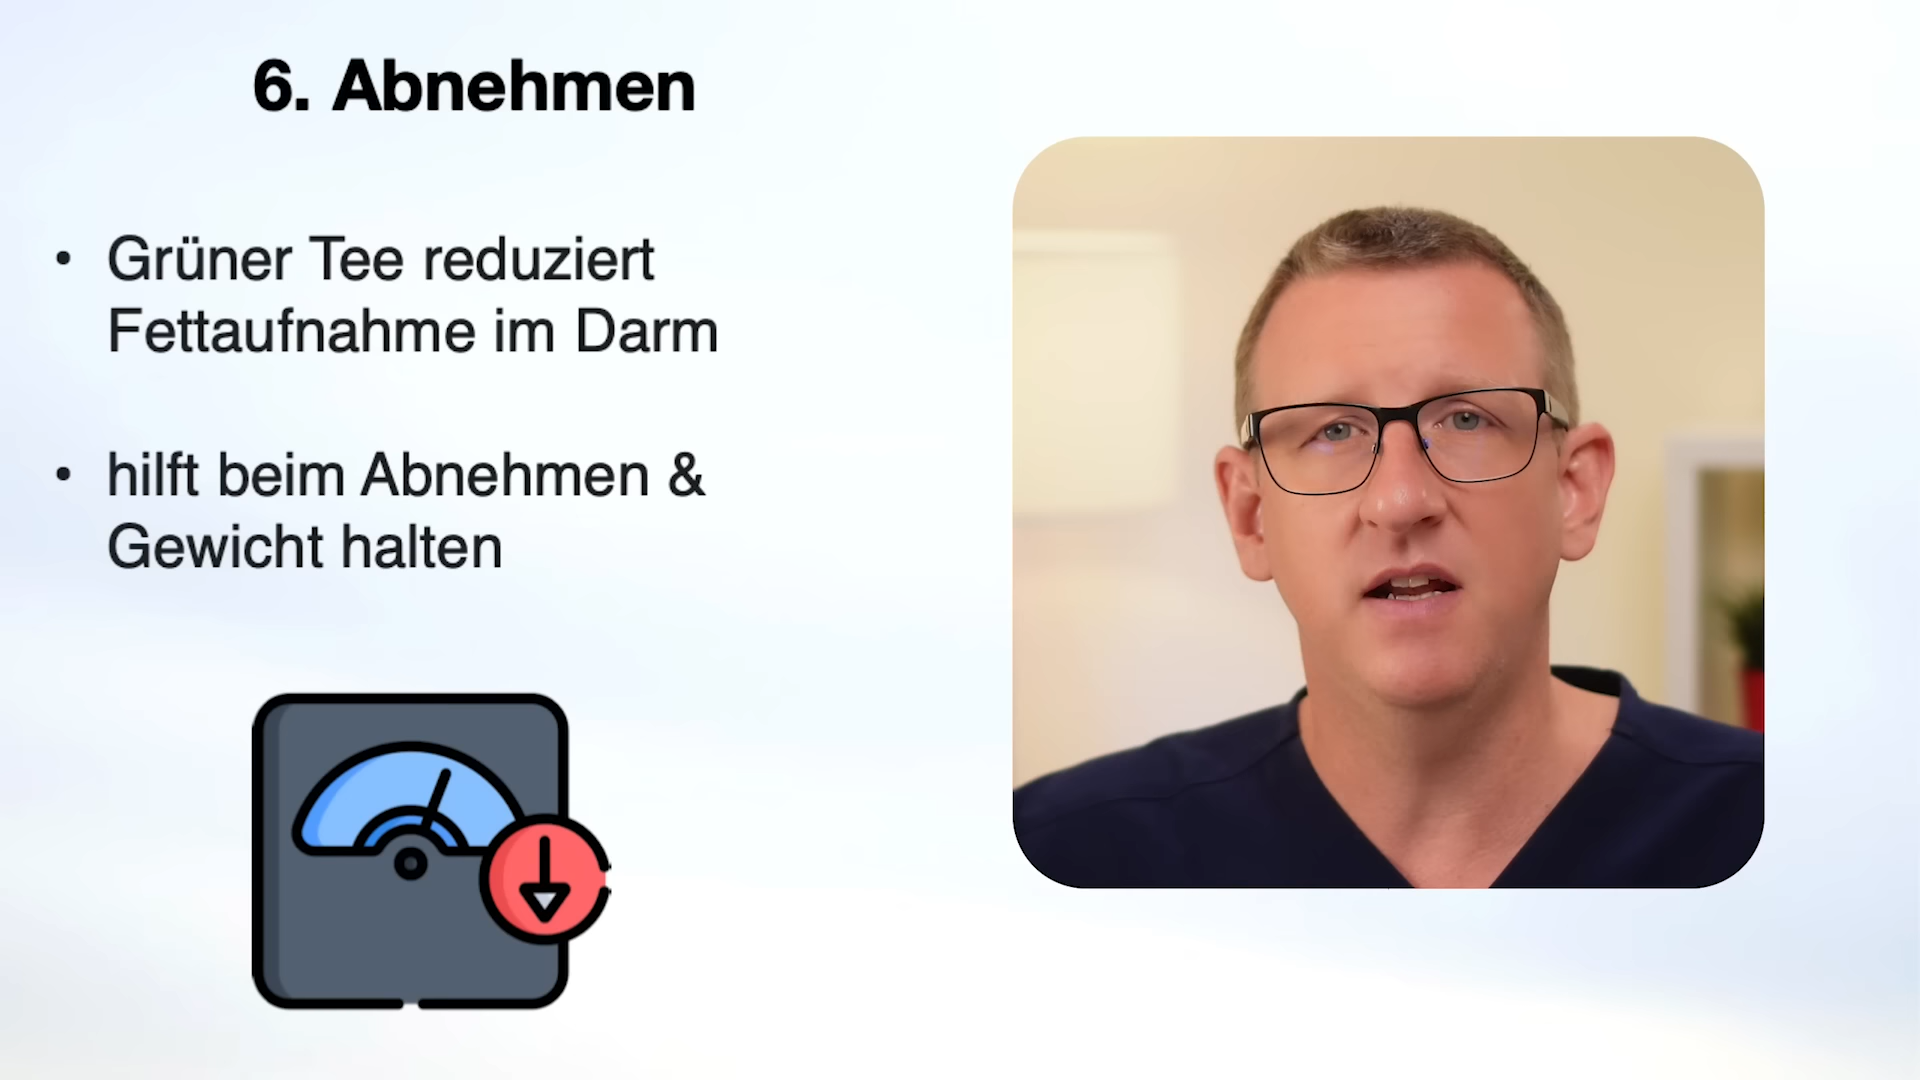 6. Abnehmen
• Grüner Tee reduziert
Fettaufnahme im Darm
• hilft beim Abnehmen &
Gewicht halten